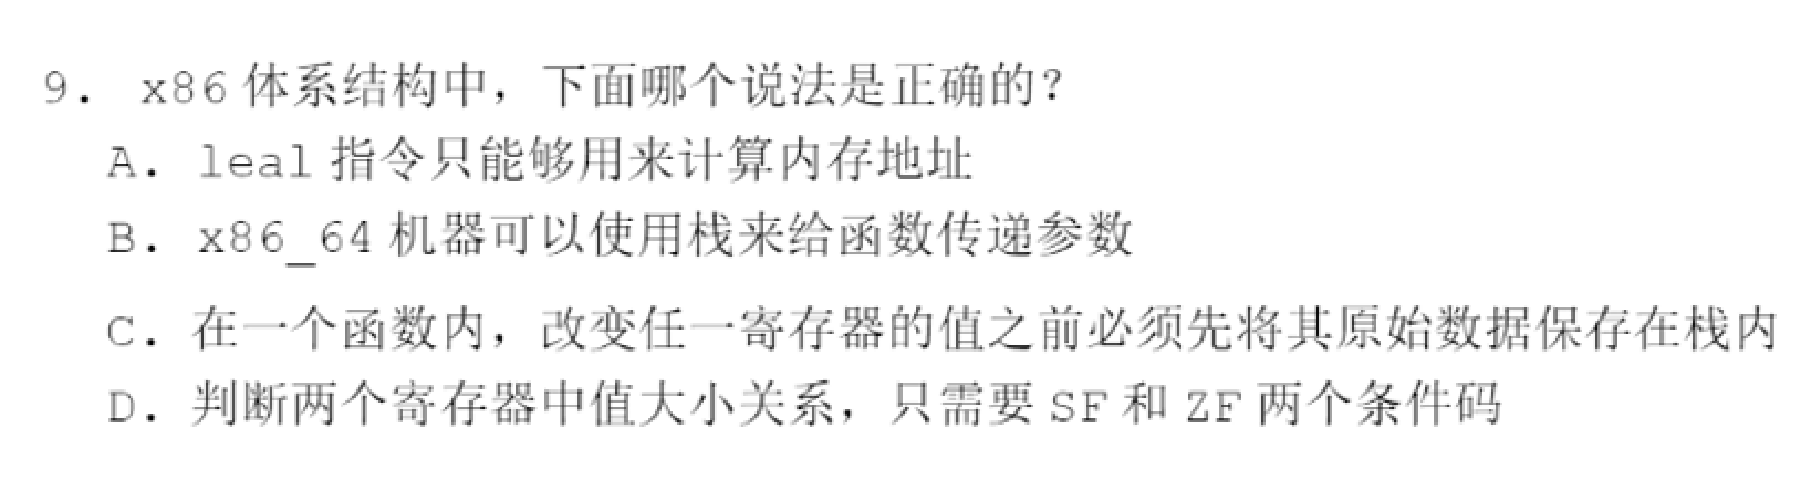 9. x86 体系结构中，下面哪个说法是正确的？
A. leal 指令只能够用来计算内存地址
B. x86_64 机器可以使用栈来给函数传递参数
C. 在一个函数内，改变任一寄存器的值之前必须先将其原始数据保存在栈内
D. 判断两个寄存器中值大小关系，只需要 SF 和 ZF 两个条件码